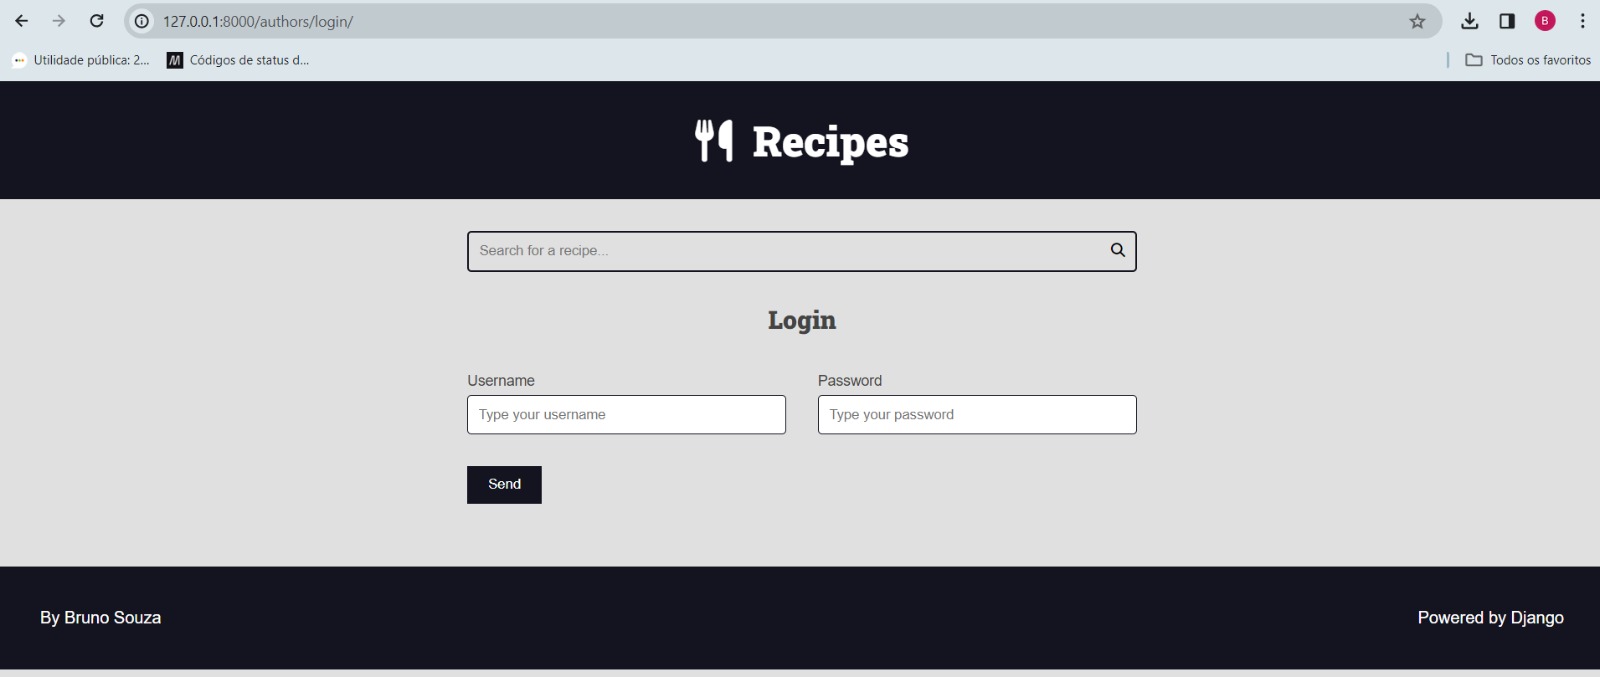 127.0.0.1:8000/authors/login/
B
Utilidade pública: 2... Códigos de status d... Todos os favoritos
Recipes
Search for a recipe...
Login
Username Password
Type your username Type your password
Send
By Bruno Souza Powered by Django